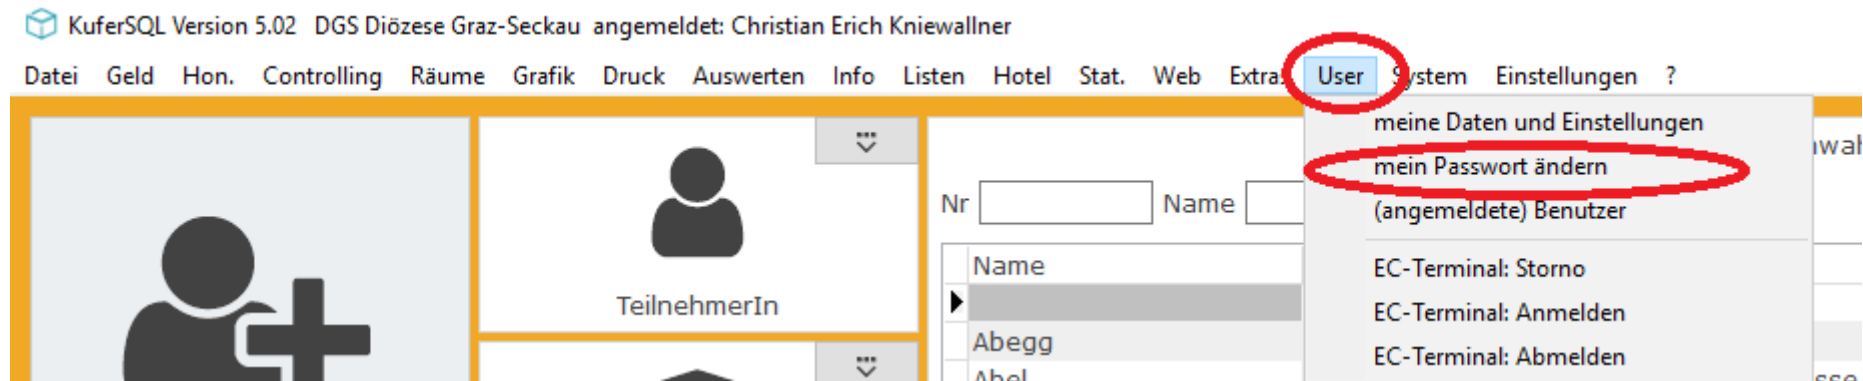 KuferSQL Version 5.02 DGS Diözese Graz-Seckau angemeldet: Christian Erich Kniewallner
Datei Geld Hon. Controlling Räume Grafik Druck Auswerten Info Listen Hotel Stat. Web Extras User System Einstellungen ?
meine Daten und Einstellungen
mein Passwort ändern
(angemeldete) Benutzer
EC-Terminal: Storno
EC-Terminal: Anmelden
EC-Terminal: Abmelden
TeilnehmerIn
Nr Name
Name
Abegg
Abel